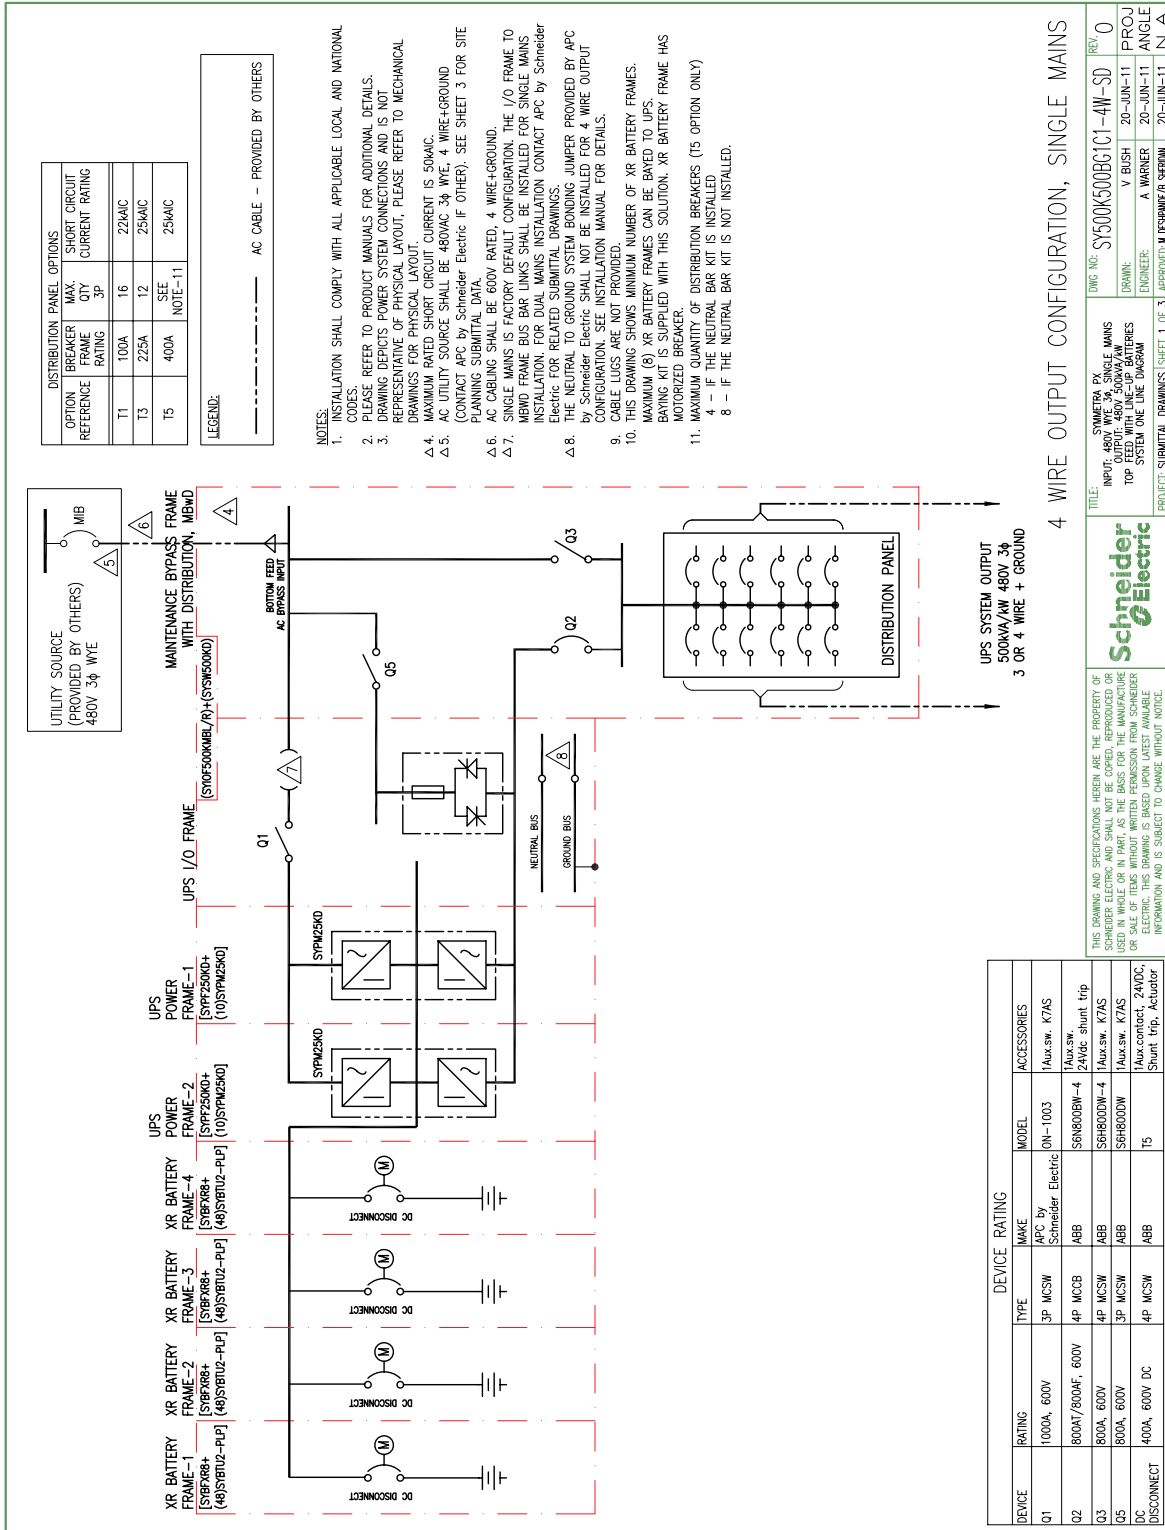 UTILITY SOURCE
(PROVIDED BY OTHERS)
480V 3ϕ WYE
MIB
5
6
4
MAINTENANCE BYPASS FRAME
WITH DISTRIBUTION, MBwD
(SYIOF500KMBL/R)+(SYSW500KD)
BOTTOM FEED
AC BYPASS INPUT
UPS I/O FRAME
Q1
7
Q5
Q3
Q2
8
NEUTRAL BUS
GROUND BUS
UPS
POWER
FRAME-1
[SYPF250KD+
(10)SYPM25KD]
SYPM25KD
UPS
POWER
FRAME-2
[SYPF250KD+
(10)SYPM25KD]
SYPM25KD
XR BATTERY
FRAME-4
[SYBFXR8+
(48)SYBTU2-PLP]
M
DC DISCONNECT
XR BATTERY
FRAME-3
[SYBFXR8+
(48)SYBTU2-PLP]
M
DC DISCONNECT
XR BATTERY
FRAME-2
[SYBFXR8+
(48)SYBTU2-PLP]
M
DC DISCONNECT
XR BATTERY
FRAME-1
[SYBFXR8+
(48)SYBTU2-PLP]
M
DC DISCONNECT
DISTRIBUTION PANEL
UPS SYSTEM OUTPUT
500kVA/kW 480V 3ϕ
3 OR 4 WIRE + GROUND
DISTRIBUTION PANEL OPTIONS
OPTION REFERENCE BREAKER FRAME RATING MAX. QTY 3P SHORT CIRCUIT CURRENT RATING
T1 100A 16 22kAIC
T3 225A 12 25kAIC
T5 400A SEE NOTE-11 25kAIC
LEGEND:
AC CABLE - PROVIDED BY OTHERS
NOTES:
1. INSTALLATION SHALL COMPLY WITH ALL APPLICABLE LOCAL AND NATIONAL
CODES.
2. PLEASE REFER TO PRODUCT MANUALS FOR ADDITIONAL DETAILS.
3. DRAWING DEPICTS POWER SYSTEM CONNECTIONS AND IS NOT
REPRESENTATIVE OF PHYSICAL LAYOUT, PLEASE REFER TO MECHANICAL
DRAWINGS FOR PHYSICAL LAYOUT.
△4. MAXIMUM RATED SHORT CIRCUIT CURRENT IS 50kAIC.
△5. AC UTILITY SOURCE SHALL BE 480VAC 3ϕ WYE, 4 WIRE+GROUND
(CONTACT APC by Schneider Electric IF OTHER). SEE SHEET 3 FOR SITE
PLANNING SUBMITTAL DATA.
△6. AC CABLING SHALL BE 600V RATED, 4 WIRE+GROUND.
△7. SINGLE MAINS IS FACTORY DEFAULT CONFIGURATION. THE I/O FRAME TO
MBWD FRAME BUS BAR LINKS SHALL BE INSTALLED FOR SINGLE MAINS
INSTALLATION. FOR DUAL MAINS INSTALLATION CONTACT APC by Schneider
Electric FOR RELATED SUBMITTAL DRAWINGS.
△8. THE NEUTRAL TO GROUND SYSTEM BONDING JUMPER PROVIDED BY APC
by Schneider Electric SHALL NOT BE INSTALLED FOR 4 WIRE OUTPUT
CONFIGURATION. SEE INSTALLATION MANUAL FOR DETAILS.
9. CABLE LUGS ARE NOT PROVIDED.
10. THIS DRAWING SHOWS MINIMUM NUMBER OF XR BATTERY FRAMES.
MAXIMUM (8) XR BATTERY FRAMES CAN BE BAYED TO UPS.
BAYING KIT IS SUPPLIED WITH THIS SOLUTION. XR BATTERY FRAME HAS
MOTORIZED BREAKER.
11. MAXIMUM QUANTITY OF DISTRIBUTION BREAKERS (T5 OPTION ONLY)
4 - IF THE NEUTRAL BAR KIT IS INSTALLED
8 - IF THE NEUTRAL BAR KIT IS NOT INSTALLED.
4 WIRE OUTPUT CONFIGURATION, SINGLE MAINS
DEVICE RATING
DEVICE RATING TYPE MAKE MODEL ACCESSORIES
Q1 1000A, 600V 3P MCSW APC by Schneider Electric ON-1003 1Aux.sw. K7AS
Q2 800AT/800AF, 600V 4P MCCB ABB S6N800BW-4 1Aux.sw. 24Vdc shunt trip
Q3 800A, 600V 4P MCSW ABB S6H800DW-4 1Aux.sw. K7AS
Q5 800A, 600V 3P MCSW ABB S6H800DW 1Aux.sw. K7AS
DC DISCONNECT 400A, 600V DC 4P MCSW ABB T5 1Aux.contact, 24VDC, Shunt trip, Actuator
THIS DRAWING AND SPECIFICATIONS HEREIN ARE THE PROPERTY OF
SCHNEIDER ELECTRIC AND SHALL NOT BE COPIED, REPRODUCED OR
USED IN WHOLE OR IN PART, AS THE BASIS FOR THE MANUFACTURE
OR SALE OF ITEMS WITHOUT WRITTEN PERMISSION FROM SCHNEIDER
ELECTRIC. THIS DRAWING IS BASED UPON LATEST AVAILABLE
INFORMATION AND IS SUBJECT TO CHANGE WITHOUT NOTICE.
Schneider
Electric
TITLE: SYMMETRA PX
INPUT: 480V WYE 3ϕ, SINGLE MAINS
OUTPUT: 480V, 500kVA/kW
TOP FEED WITH LINE-UP BATTERIES
SYSTEM ONE LINE DIAGRAM
PROJECT: SUBMITTAL DRAWINGS SHEET 1 OF 3
DWG NO: SY500K500BG1C1-4W-SD
REV. 0
DRAWN: V BUSH 20-JUN-11
ENGINEER: A WARNER 20-JUN-11
APPROVED: 20-JUN-11
PROJ
ANGLE